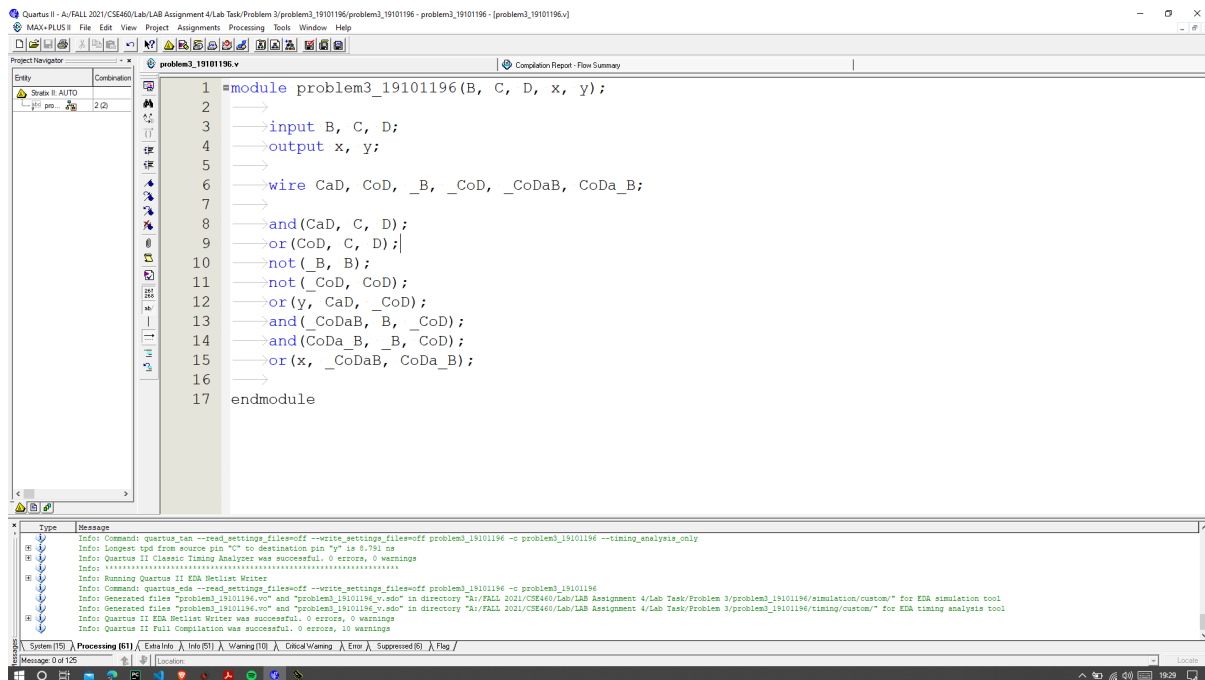 Quartus II - A:/FALL 2021/CSE460/Lab/LAB Assignment 4/Lab Task/Problem 3/problem3_19101196/problem3_19101196 - problem3_19101196 - [problem3_19101196.v]
MAX+PLUS II File Edit View Project Assignments Processing Tools Window Help
Project Navigator
problem3_19101196.v
Compilation Report - Flow Summary
Entity Combination
Stratix II: AUTO
pro... 2 (2)
1 module problem3_19101196(B, C, D, x, y);
2
3 input B, C, D;
4 output x, y;
5
6 wire CaD, CoD, _B, _CoD, _CoDaB, CoDa_B;
7
8 and(CaD, C, D);
9 or(CoD, C, D);
10 not(_B, B);
11 not(_CoD, CoD);
12 or(y, CaD, _CoD);
13 and(_CoDaB, B, _CoD);
14 and(CoDa_B, _B, CoD);
15 or(x, _CoDaB, CoDa_B);
16
17 endmodule
267
268
ab/
Type Message
Info: Command: quartus_tan --read_settings_files=off --write_settings_files=off problem3_19101196 -c problem3_19101196 --timing_analysis_only
Info: Longest tpd from source pin "C" to destination pin "y" is 8.791 ns
Info: Quartus II Classic Timing Analyzer was successful. 0 errors, 0 warnings
Info: Running Quartus II EDA Netlist Writer
Info: Command: quartus_eda --read_settings_files=off --write_settings_files=off problem3_19101196 -c problem3_19101196
Info: Generated files "problem3_19101196.vo" and "problem3_19101196_v.sdo" in directory "A:/FALL 2021/CSE460/Lab/LAB Assignment 4/Lab Task/Problem 3/problem3_19101196/simulation/custom/" for EDA simulation tool
Info: Generated files "problem3_19101196.vo" and "problem3_19101196_v.sdo" in directory "A:/FALL 2021/CSE460/Lab/LAB Assignment 4/Lab Task/Problem 3/problem3_19101196/timing/custom/" for EDA timing analysis tool
Info: Quartus II EDA Netlist Writer was successful. 0 errors, 0 warnings
Info: Quartus II Full Compilation was successful. 0 errors, 10 warnings
System (15) Processing (61) Extra Info Info (51) Warning (10) Critical Warning Error Suppressed (6) Flag
Messages
Message: 0 of 125 Location: Locate
19:29